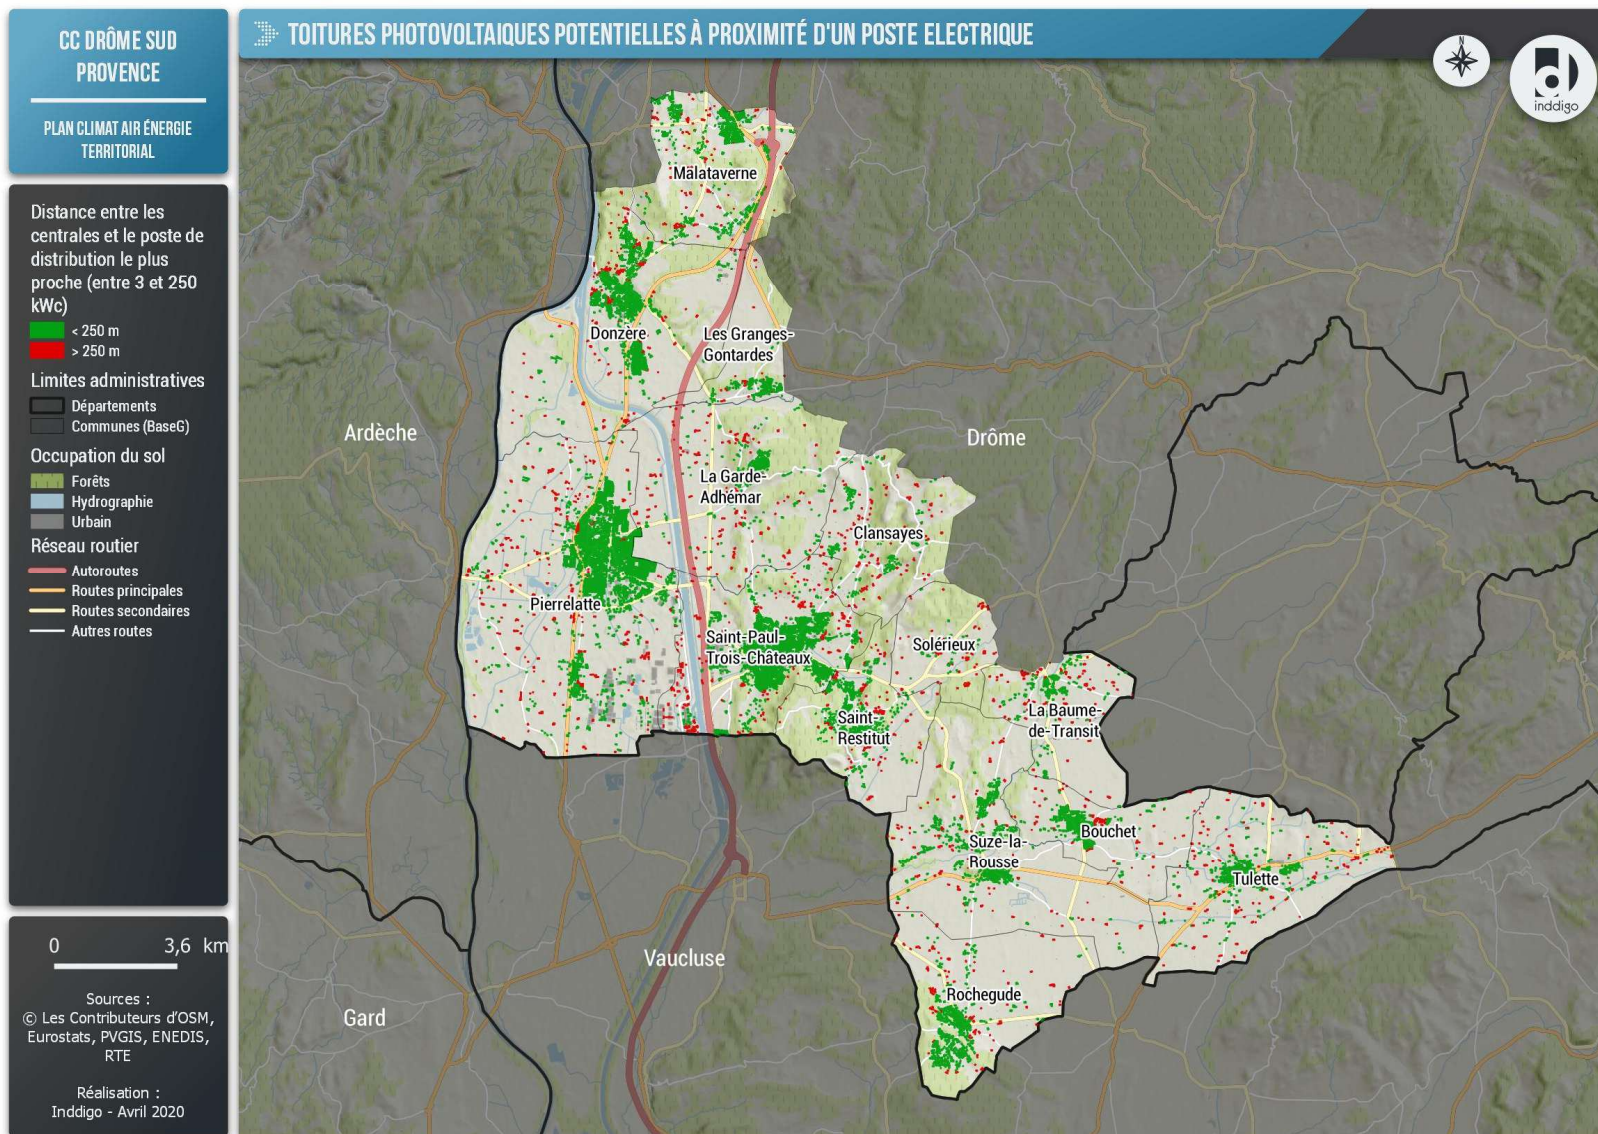 CC DRÔME SUD
PROVENCE
PLAN CLIMAT AIR ÉNERGIE
TERRITORIAL
TOITURES PHOTOVOLTAIQUES POTENTIELLES À PROXIMITÉ D'UN POSTE ELECTRIQUE
N
inddigo
Distance entre les
centrales et le poste de
distribution le plus
proche (entre 3 et 250
kWc)
< 250 m
> 250 m
Limites administratives
Départements
Communes (BaseG)
Occupation du sol
Forêts
Hydrographie
Urbain
Réseau routier
Autoroutes
Routes principales
Routes secondaires
Autres routes
0 3,6 km
Sources :
© Les Contributeurs d'OSM,
Eurostats, PVGIS, ENEDIS,
RTE
Réalisation :
Inddigo - Avril 2020
Malataverne
Donzère
Les Granges-
Gontardes
Ardèche
Drôme
La Garde-
Adhémar
Clansayes
Pierrelatte
Saint-Paul-
Trois-Châteaux
Solérieux
Saint-
Restitut
La Baume-
de-Transit
Bouchet
Suze-la-
Rousse
Tulette
Vaucluse
Rochegude
Gard